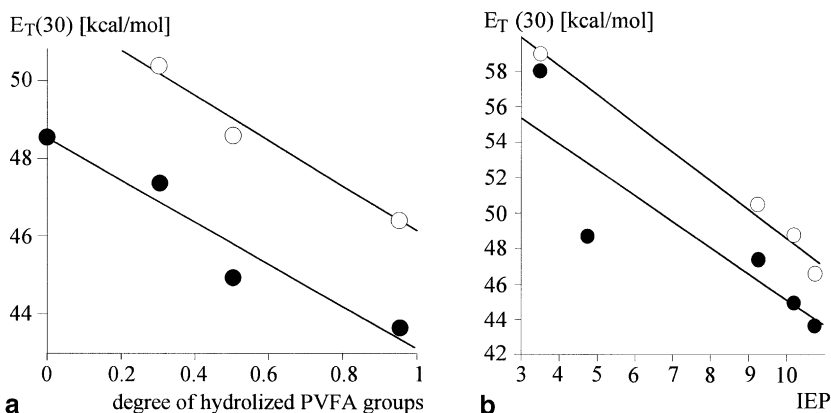 E_T(30) [kcal/mol]
50
48
46
44
0 0.2 0.4 0.6 0.8 1
degree of hydrolized PVFA groups
a
E_T (30) [kcal/mol]
58
56
54
52
50
48
46
44
42
3 4 5 6 7 8 9 10
IEP
b